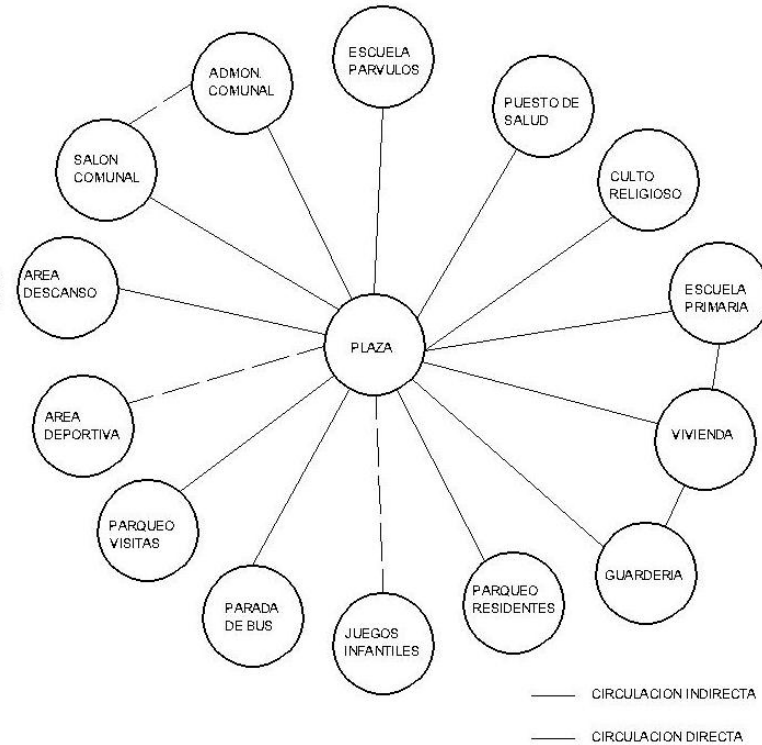 ESCUELA
PARVULOS
ADMON.
COMUNAL
PUESTO DE
SALUD
SALON
COMUNAL
CULTO
RELIGIOSO
AREA
DESCANSO
ESCUELA
PRIMARIA
PLAZA
AREA
DEPORTIVA
VIVIENDA
PARQUEO
VISITAS
GUARDERIA
PARADA
DE BUS
JUEGOS
INFANTILES
PARQUEO
RESIDENTES
CIRCULACION INDIRECTA
CIRCULACION DIRECTA